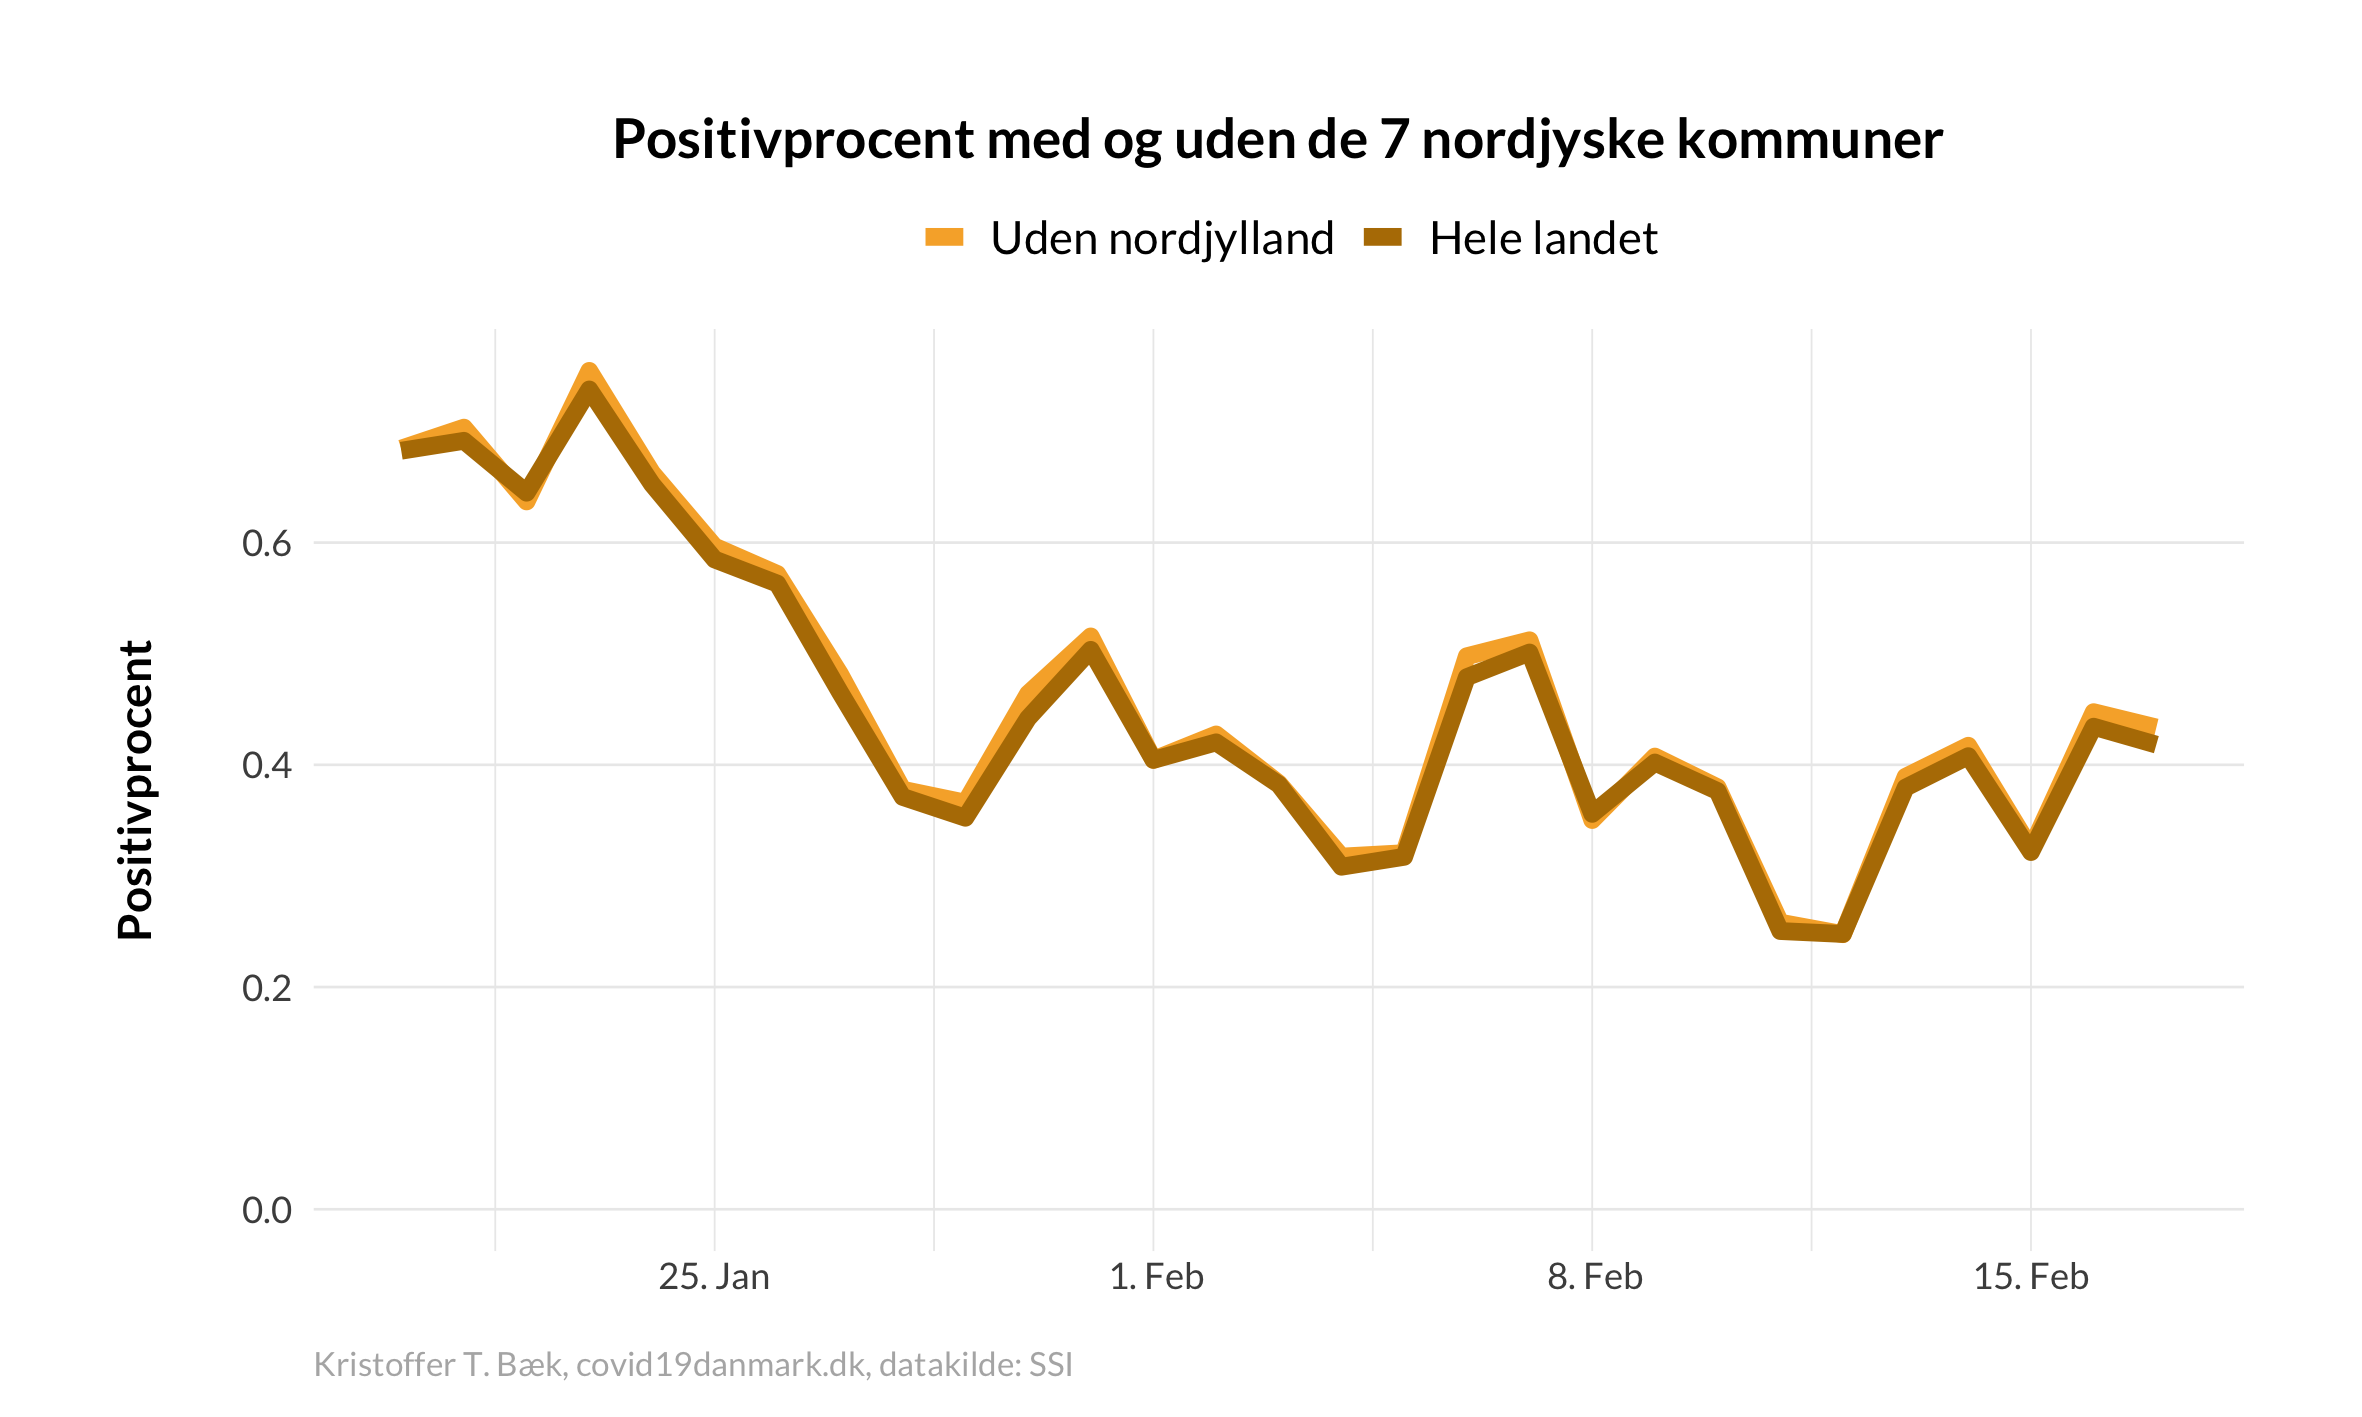 Positivprocent med og uden de 7 nordjyske kommuner
Uden nordjylland Hele landet
Positivprocent
0.6
0.4
0.2
0.0
25. Jan 1. Feb 8. Feb 15. Feb
Kristoffer T. Bæk, covid19danmark.dk, datakilde: SSI